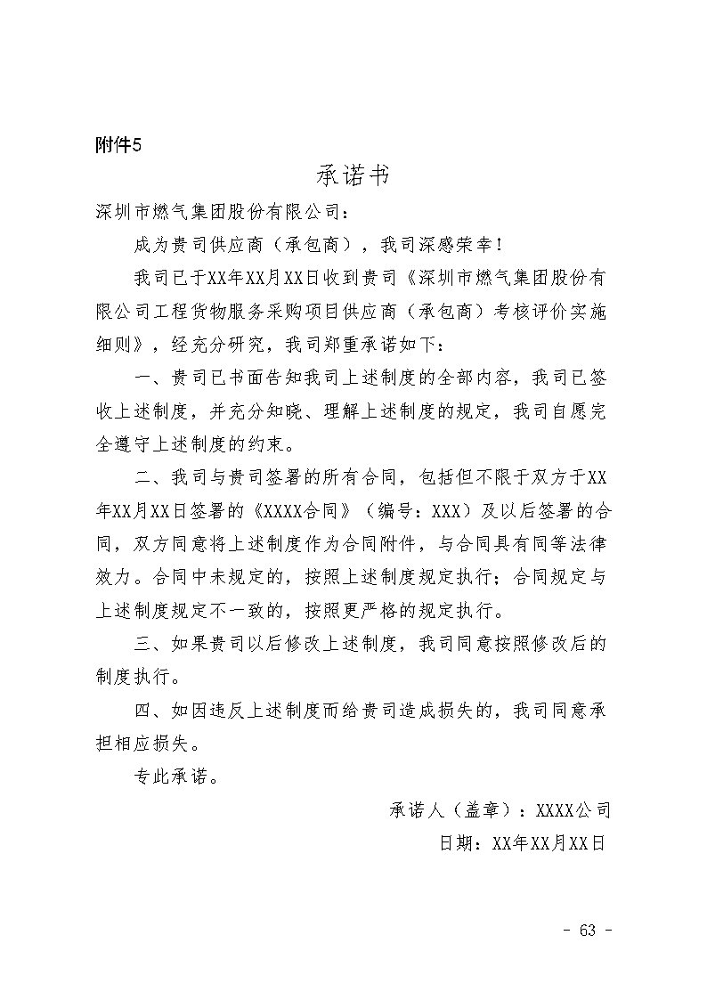 附件5
承诺书
深圳市燃气集团股份有限公司：
成为贵司供应商（承包商），我司深感荣幸！
我司已于XX年XX月XX日收到贵司《深圳市燃气集团股份有
限公司工程货物服务采购项目供应商（承包商）考核评价实施
细则》，经充分研究，我司郑重承诺如下：
一、贵司已书面告知我司上述制度的全部内容，我司已签
收上述制度，并充分知晓、理解上述制度的规定，我司自愿完
全遵守上述制度的约束。
二、我司与贵司签署的所有合同，包括但不限于双方于XX
年XX月XX日签署的《XXXX合同》（编号：XXX）及以后签署的合
同，双方同意将上述制度作为合同附件，与合同具有同等法律
效力。合同中未规定的，按照上述制度规定执行；合同规定与
上述制度规定不一致的，按照更严格的规定执行。
三、如果贵司以后修改上述制度，我司同意按照修改后的
制度执行。
四、如因违反上述制度而给贵司造成损失的，我司同意承
担相应损失。
专此承诺。
承诺人（盖章）：XXXX公司
日期：XX年XX月XX日
- 63 -